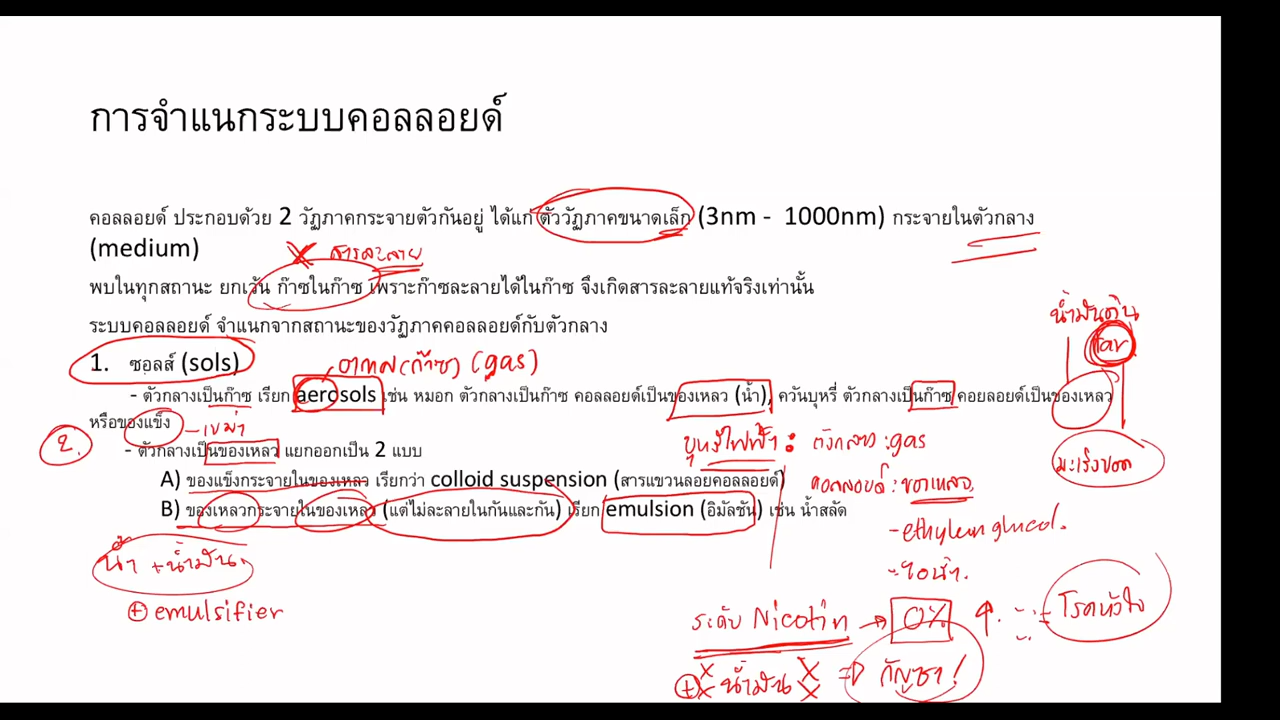 การจำแนกระบบคอลลอยด์
คอลลอยด์ ประกอบด้วย 2 วัฏภาคกระจายตัวกันอยู่ ได้แก่ ตัววัฏภาคขนาดเล็ก (3nm - 1000nm) กระจายในตัวกลาง
(medium)
สารละลาย
พบในทุกสถานะ ยกเว้น ก๊าซในก๊าซ เพราะก๊าซละลายได้ในก๊าซ จึงเกิดสารละลายแท้จริงเท่านั้น
ระบบคอลลอยด์ จำแนกจากสถานะของวัฏภาคคอลลอยด์กับตัวกลาง
น้ำมันดิน
tar
1. ซอลส์ (sols)
อากาศ(ก๊าซ) (gas)
- ตัวกลางเป็นก๊าซ เรียก aerosols เช่น หมอก ตัวกลางเป็นก๊าซ คอลลอยด์เป็นของเหลว (น้ำ), ควันบุหรี่ ตัวกลางเป็นก๊าซ คอยลอยด์เป็นของเหลว
หรือของแข็ง
- เขม่า
2.
- ตัวกลางเป็นของเหลว แยกออกเป็น 2 แบบ
บุหรี่ไฟฟ้า : ตัวกลาง : gas
มะเร็งปอด
A) ของแข็งกระจายในของเหลว เรียกว่า colloid suspension (สารแขวนลอยคอลลอยด์)
คอลลอยด์ : ของเหลว
B) ของเหลวกระจายในของเหลว (แต่ไม่ละลายในกันและกัน) เรียก emulsion (อิมัลชัน) เช่น น้ำสลัด
- ethyleen glycol.
น้ำ + น้ำมัน
- ไอน้ำ.
+ emulsifier
ระดับ Nicotin → 0% ↑ โรคหัวใจ
+ น้ำมัน ⇒ กัญชา!